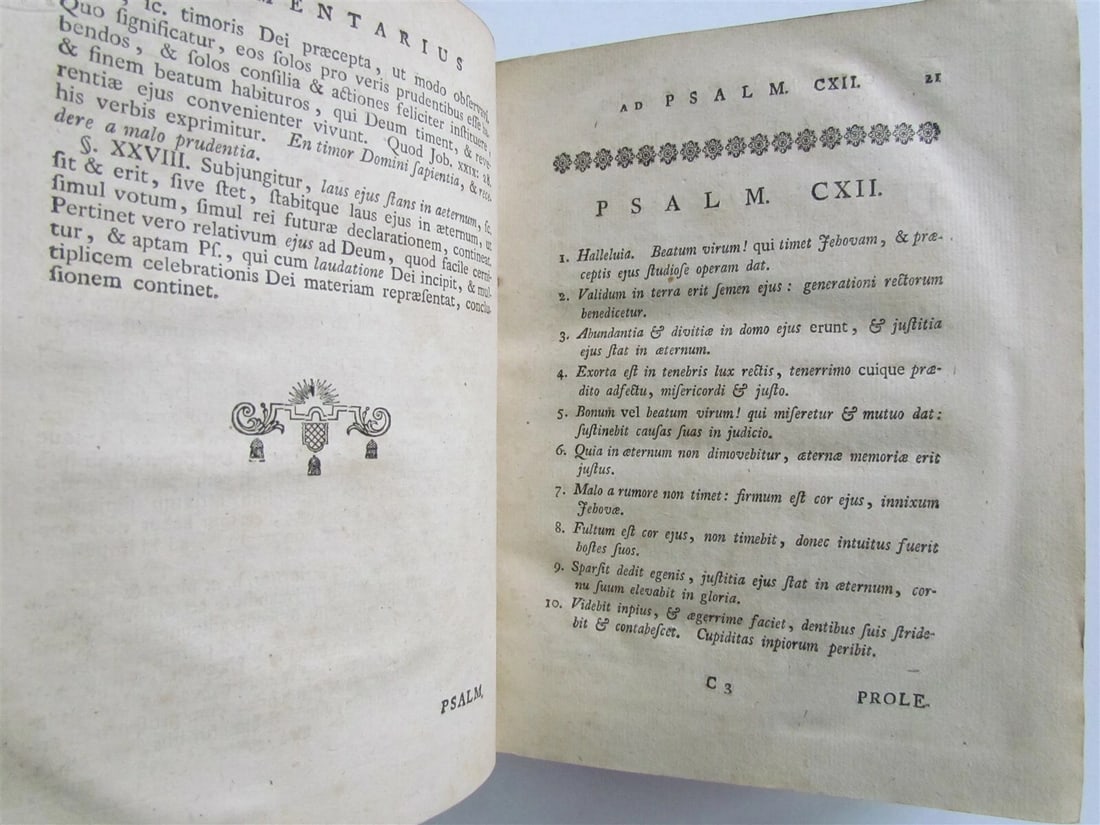 MENTARIUS
, sc. timoris Dei præcepta, ut modo observ
Quo ſignificatur, eos ſolos pro veris prudentibus eſſe ha-
bendos, & ſolos conſilia & actiones feliciter inſtituere,
& finem beatum habituros, qui Deum timent, & reve-
rentiæ ejus convenienter vivunt. Quod Job. XXIX: 28.
his verbis exprimitur. En timor Domini ſapientia, & rece-
dere a malo prudentia.
§. XXVIII. Subjungitur, laus ejus ſtans in aeternum, ſc.
ſit & erit, ſive ſtet, ſtabitque laus ejus in æternum, ut
ſimul votum, ſimul rei futuræ declarationem, contineat.
Pertinet vero relativum ejus ad Deum, quod facile cerni-
tur, & aptam Pſ., qui cum laudatione Dei incipit, & mul-
tiplicem celebrationis Dei materiam repræſentat, conclu-
ſionem continet.
PSALM.
AD PSALM. CXII. 21
PSALM. CXII.
1. Halleluia. Beatum virum! qui timet Jebovam, & præ-
ceptis ejus ſtudioſe operam dat.
2. Validum in terra erit ſemen ejus: generationi rectorum
benedicetur.
3. Abundantia & divitiæ in domo ejus erunt, & juſtitia
ejus ſtat in æternum.
4. Exorta eſt in tenebris lux rectis, tenerrimo cuique præ-
dito adfectu, miſericordi & juſto.
5. Bonum vel beatum virum! qui miſeretur & mutuo dat:
ſuſtinebit cauſas ſuas in judicio.
6. Quia in æternum non dimovebitur, æternæ memoriæ erit
juſtus.
7. Malo a rumore non timet: firmum eſt cor ejus, innixum
Jebovæ.
8. Fultum eſt cor ejus, non timebit, donec intuitus fuerit
hoſtes ſuos.
9. Sparſit dedit egenis, juſtitia ejus ſtat in æternum, cor-
nu ſuum elevabit in gloria.
10. Videbit inpius, & ægerrime faciet, dentibus ſuis ſtride-
bit & contabeſcet. Cupiditas inpiorum peribit.
C 3 PROLE-